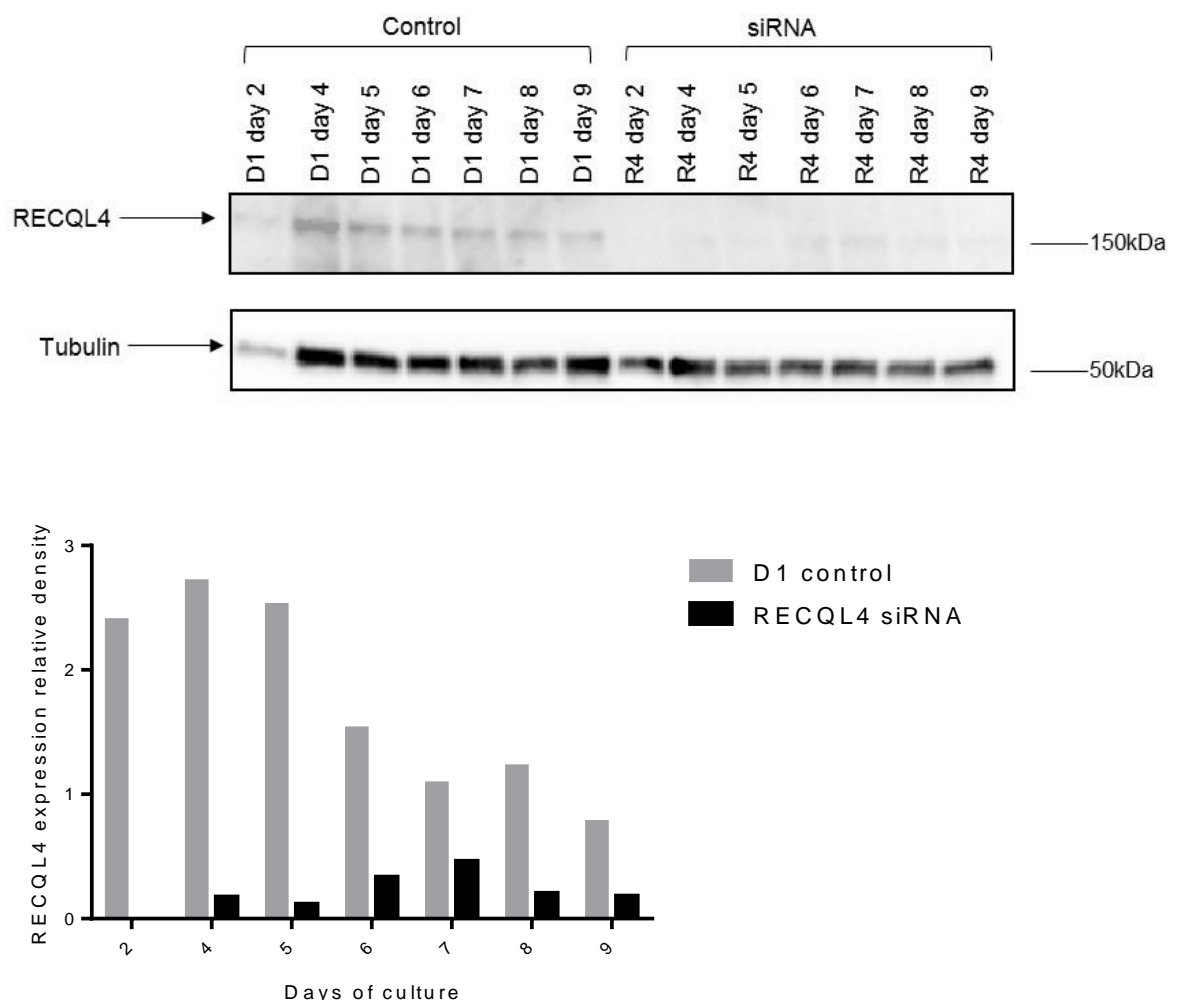 Control siRNA
D1 day 2 D1 day 4 D1 day 5 D1 day 6 D1 day 7 D1 day 8 D1 day 9 R4 day 2 R4 day 4 R4 day 5 R4 day 6 R4 day 7 R4 day 8 R4 day 9
RECQL4
150kDa
Tubulin
50kDa
RECQL4 expression relative density
3
2
1
0
2 4 5 6 7 8 9
Days of culture
D1 control
RECQL4 siRNA